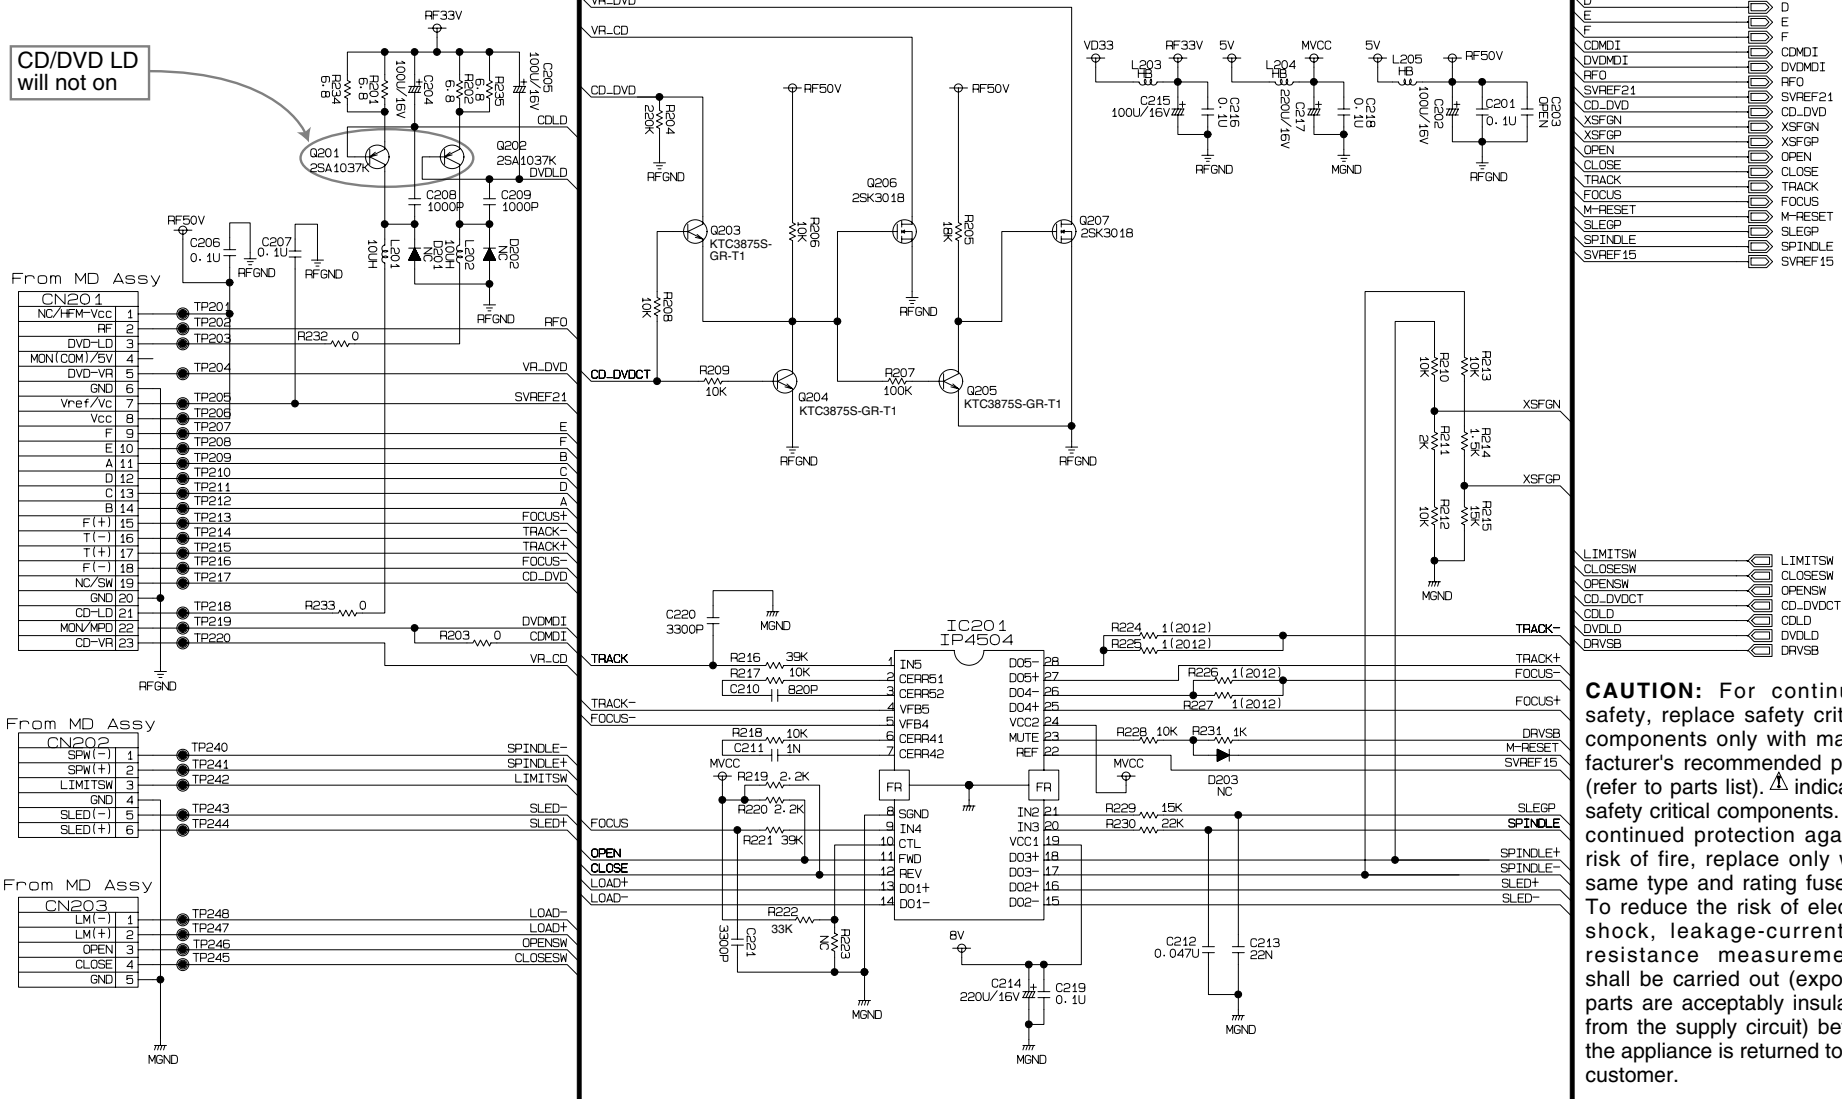 CD/DVD LD
will not on
RF33V
R234
6.8
R201
6.8
C204
100U/16V
R202
6.8
R235
6.8
C205
100U/16V
CDLD
Q201
2SA1037K
Q202
2SA1037K
DVDLD
C208
1000P
C209
1000P
RF50V
C206
0.1U
RFGND
C207
0.1U
RFGND
L201
10UH
D201
NC
L202
10UH
D202
NC
RFGND
From MD Assy
CN201
NC/HFM-Vcc 1 TP201
RF 2 TP202 RFO
DVD-LD 3 TP203 R232 0
MON(COM)/5V 4
DVD-VR 5 TP204 VR_DVD
GND 6
Vref/Vc 7 TP205 SVREF21
Vcc 8 TP206
F 9 TP207 E
E 10 TP208 F
A 11 TP209 B
D 12 TP210 C
C 13 TP211 D
B 14 TP212 A
F(+) 15 TP213 FOCUS+
T(-) 16 TP214 TRACK-
T(+) 17 TP215 TRACK+
F(-) 18 TP216 FOCUS-
NC/SW 19 TP217 CD_DVD
GND 20
CD-LD 21 TP218 R233 0
MON/MPD 22 TP219 DVDMDI
R203 0 CDMDI
CD-VR 23 TP220 VR_CD
RFGND
From MD Assy
CN202
SPW(-) 1 TP240 SPINDLE-
SPW(+) 2 TP241 SPINDLE+
LIMITSW 3 TP242 LIMITSW
GND 4
SLED(-) 5 TP243 SLED-
SLED(+) 6 TP244 SLED+
From MD Assy
CN203
LM(-) 1 TP248 LOAD-
LM(+) 2 TP247 LOAD+
OPEN 3 TP246 OPENSW
CLOSE 4 TP245 CLOSESW
GND 5
MGND
VR_DVD
VR_CD
CD_DVD
R204
220K
RFGND
RF50V
RF50V
Q203
KTC3875S-
GR-T1
R206
10K
Q206
2SK3018
RFGND
R205
18K
Q207
2SK3018
R208
10K
CD_DVDCT
R209
10K
Q204
KTC3875S-GR-T1
RFGND
R207
100K
Q205
KTC3875S-GR-T1
RFGND
VD33
L203
HB
RF33V
C215
100U/16V
C216
0.1U
RFGND
5V
L204
HB
MVCC
C217
220U/16V
C218
0.1U
MGND
5V
L205
HB
RF50V
C202
100U/16V
C201
0.1U
C203
OPEN
RFGND
R210
10K
R213
10K
XSFGN
R211
2K
R214
1.5K
XSFGP
R212
10K
R215
15K
MGND
C220
3300P
MGND
TRACK
R216 39K
R217 10K
C210 820P
TRACK-
FOCUS-
R218 10K
C211 1N
MVCC
R219 2.2K
R220 2.2K
FOCUS
R221 39K
OPEN
CLOSE
LOAD+
LOAD-
R222
33K
C221
3300P
R223
NC
MGND
IC201
IP4504
1 IN5
2 CERR51
3 CERR52
4 VFB5
5 VFB4
6 CERR41
7 CERR42
FR
8 SGND
9 IN4
10 CTL
11 FWD
12 REV
13 DO1+
14 DO1-
DO5- 28
DO5+ 27
DO4- 26
DO4+ 25
VCC2 24
MUTE 23
REF 22
FR
IN2 21
IN3 20
VCC1 19
DO3+ 18
DO3- 17
DO2+ 16
DO2- 15
R224 1(2012)
R225 1(2012)
TRACK-
TRACK+
R226 1(2012)
FOCUS-
R227 1(2012)
FOCUS+
R228 10K R231 1K DRVSB
M-RESET
SVREF15
D203
NC
MVCC
R229 15K SLEGP
R230 22K SPINDLE
SPINDLE+
SPINDLE-
SLED+
SLED-
8V
C214
220U/16V
C219
0.1U
MGND
C212
0.047U
C213
22N
MGND
D D
E E
F F
CDMDI CDMDI
DVDMDI DVDMDI
RFO RFO
SVREF21 SVREF21
CD_DVD CD_DVD
XSFGN XSFGN
XSFGP XSFGP
OPEN OPEN
CLOSE CLOSE
TRACK TRACK
FOCUS FOCUS
M-RESET M-RESET
SLEGP SLEGP
SPINDLE SPINDLE
SVREF15 SVREF15
LIMITSW LIMITSW
CLOSESW CLOSESW
OPENSW OPENSW
CD_DVDCT CD_DVDCT
CDLD CDLD
DVDLD DVDLD
DRVSB DRVSB
CAUTION: For continu
safety, replace safety crit
components only with ma
facturer's recommended p
(refer to parts list). ⚠ indica
safety critical components.
continued protection aga
risk of fire, replace only w
same type and rating fuse
To reduce the risk of elec
shock, leakage-current
resistance measureme
shall be carried out (expo
parts are acceptably insula
from the supply circuit) be
the appliance is returned to
customer.